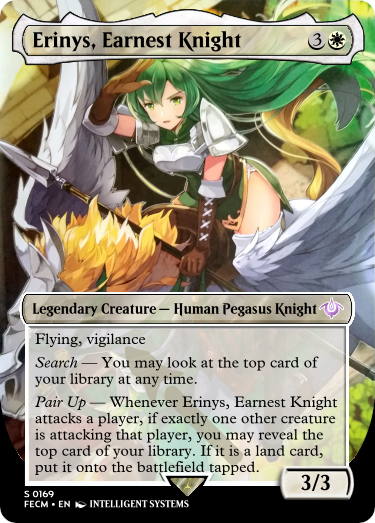 Erinys, Earnest Knight 3
Legendary Creature — Human Pegasus Knight
Flying, vigilance
Search — You may look at the top card of
your library at any time.
Pair Up — Whenever Erinys, Earnest Knight
attacks a player, if exactly one other creature
is attacking that player, you may reveal the
top card of your library. If it is a land card,
put it onto the battlefield tapped.
3/3
S 0169
FECM • EN INTELLIGENT SYSTEMS